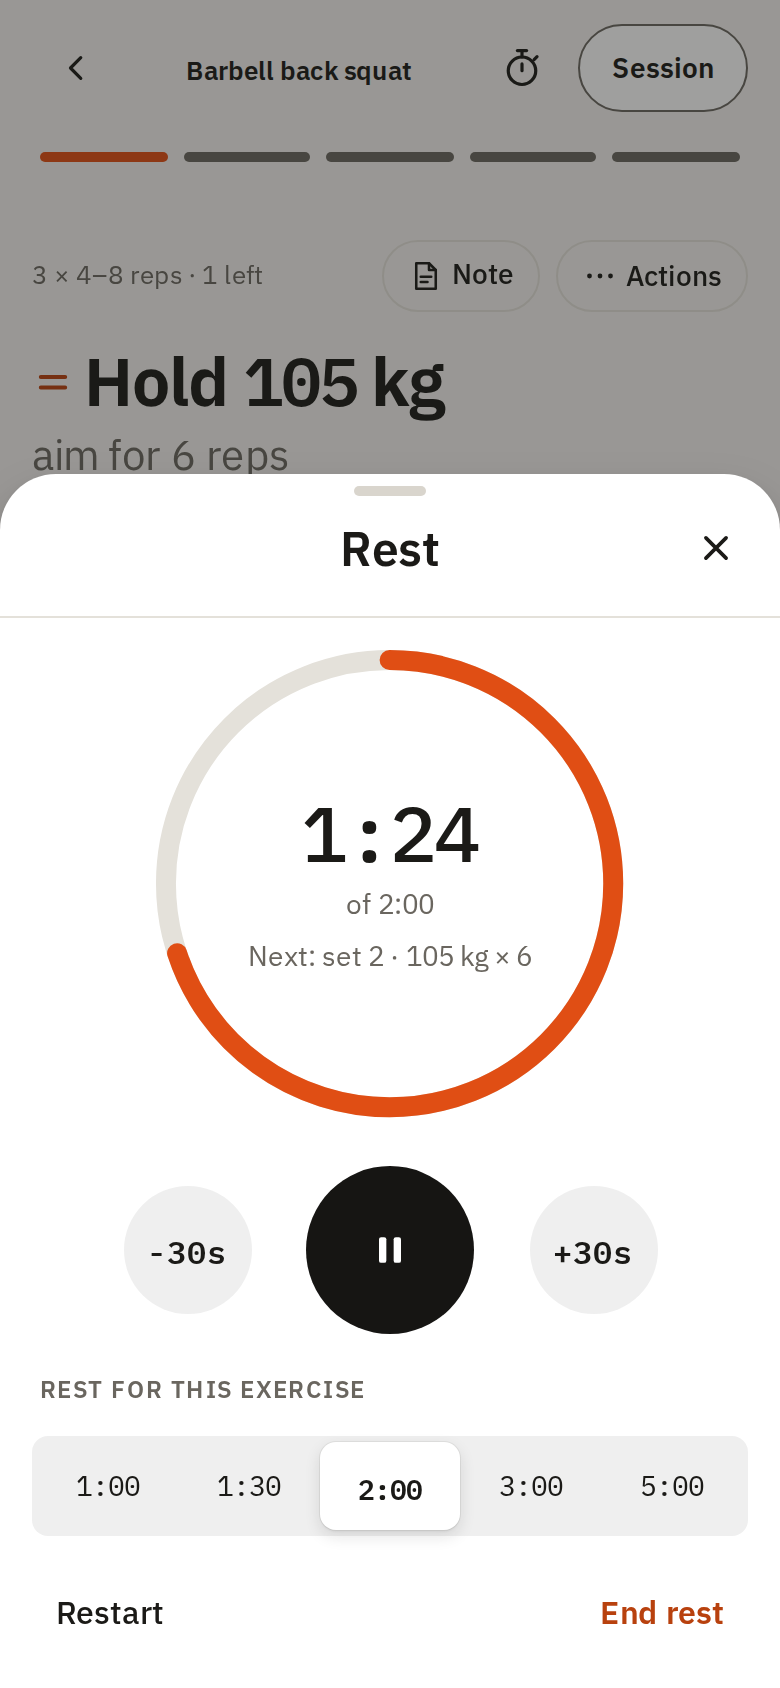 Barbell back squat
Session
3 × 4–8 reps · 1 left
Note
··· Actions
= Hold 105 kg
aim for 6 reps
Rest
1:24
of 2:00
Next: set 2 · 105 kg × 6
-30s
+30s
REST FOR THIS EXERCISE
1:00 1:30 2:00 3:00 5:00
Restart
End rest